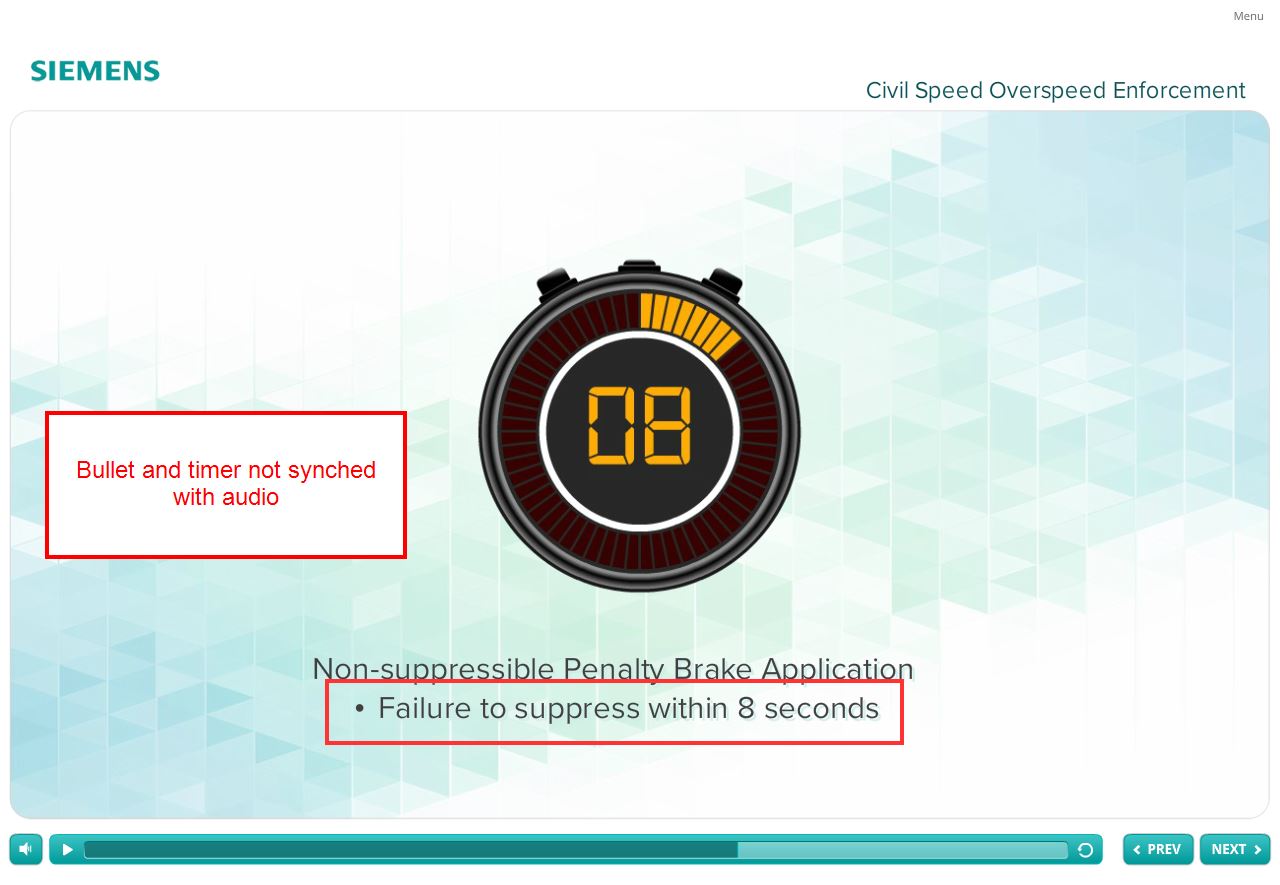 Menu
SIEMENS
Civil Speed Overspeed Enforcement
08
Bullet and timer not synched
with audio
Non-suppressible Penalty Brake Application
• Failure to suppress within 8 seconds
PREV
NEXT